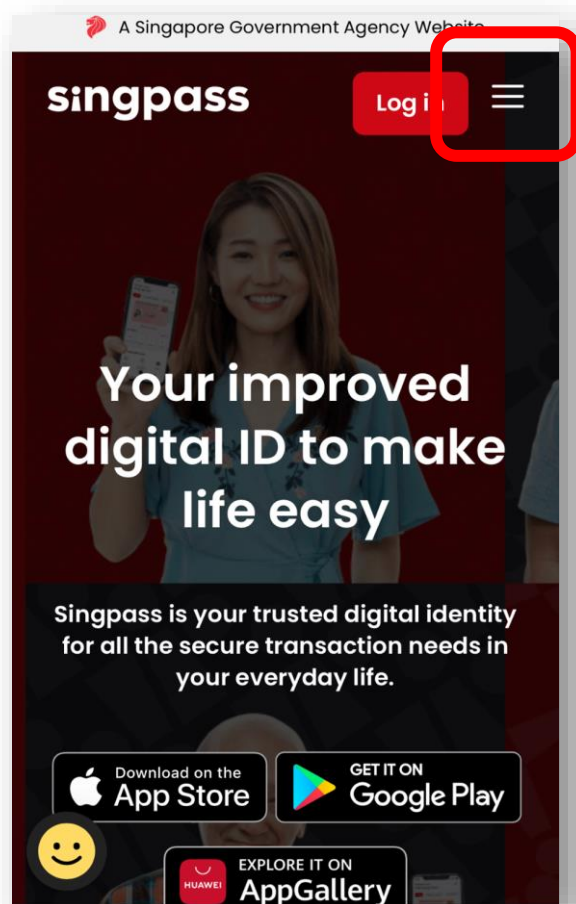 A Singapore Government Agency Website
singpass
Log in
Your improved
digital ID to make
life easy
Singpass is your trusted digital identity
for all the secure transaction needs in
your everyday life.
Download on the
App Store
GET IT ON
Google Play
HUAWEI
EXPLORE IT ON
AppGallery